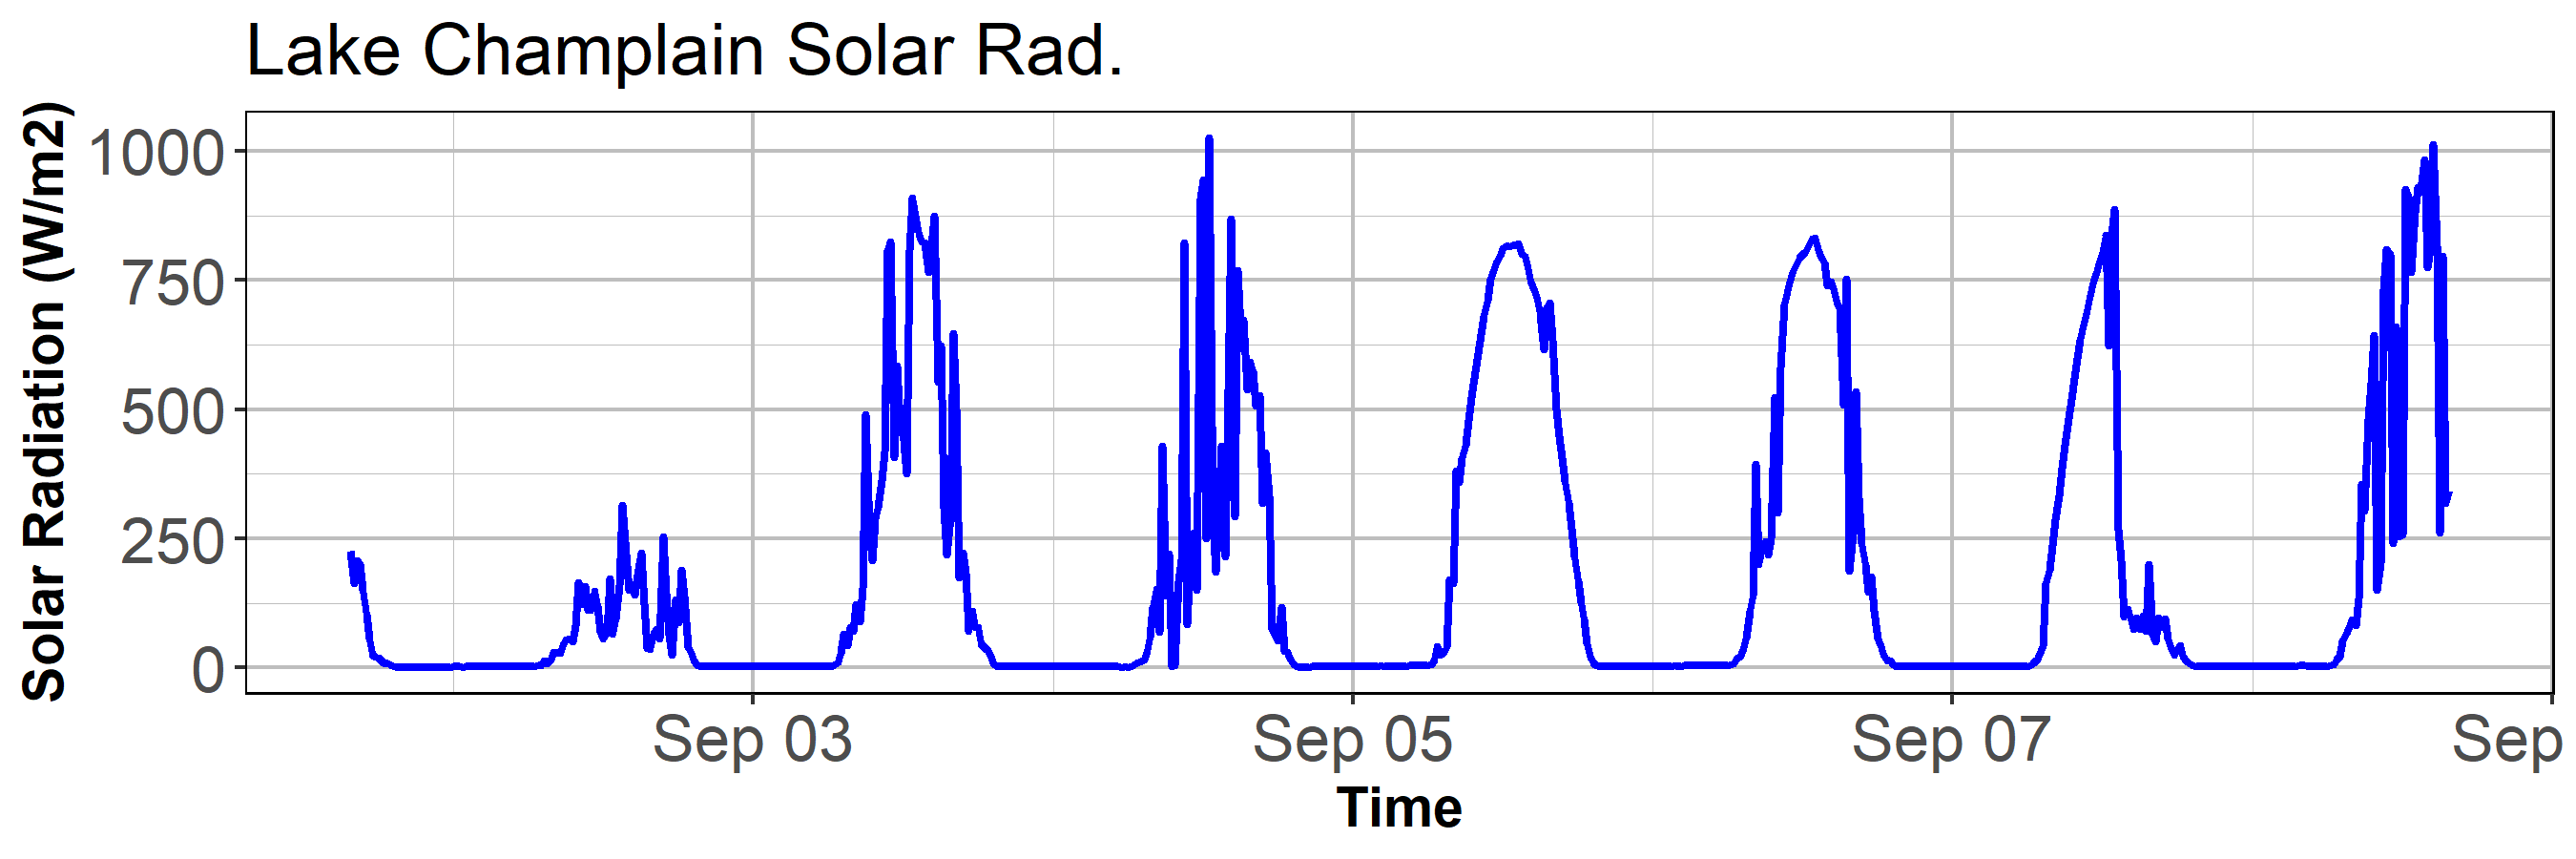 Lake Champlain Solar Rad.
Solar Radiation (W/m2)
1000
750
500
250
0
Sep 03
Sep 05
Sep 07
Sep
Time